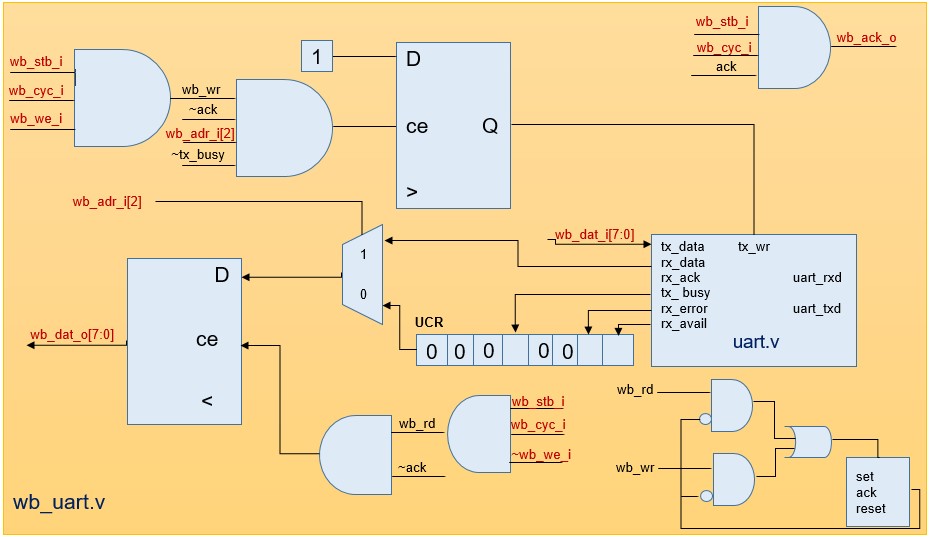 wb_stb_i
wb_cyc_i
wb_we_i
wb_wr
~ack
wb_adr_i[2]
~tx_busy
1
D
ce
Q
>
wb_stb_i
wb_cyc_i
ack
wb_ack_o
wb_adr_i[2]
1
0
D
ce
<
wb_dat_o[7:0]
wb_dat_i[7:0]
tx_data
tx_wr
rx_data
rx_ack
uart_rxd
tx_ busy
rx_error
uart_txd
rx_avail
uart.v
UCR
0 0 0 0 0
wb_stb_i
wb_cyc_i
~wb_we_i
wb_rd
~ack
wb_rd
wb_wr
set
ack
reset
wb_uart.v